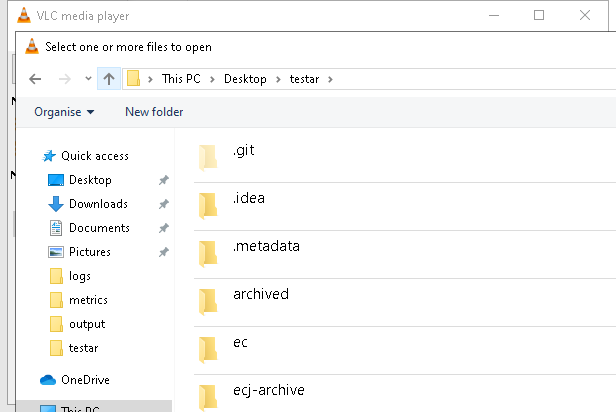 VLC media player
Select one or more files to open
This PC > Desktop > testar >
Organise New folder
Quick access
Desktop
Downloads
Documents
Pictures
logs
metrics
output
testar
OneDrive
This PC
.git
.idea
.metadata
archived
ec
ecj-archive